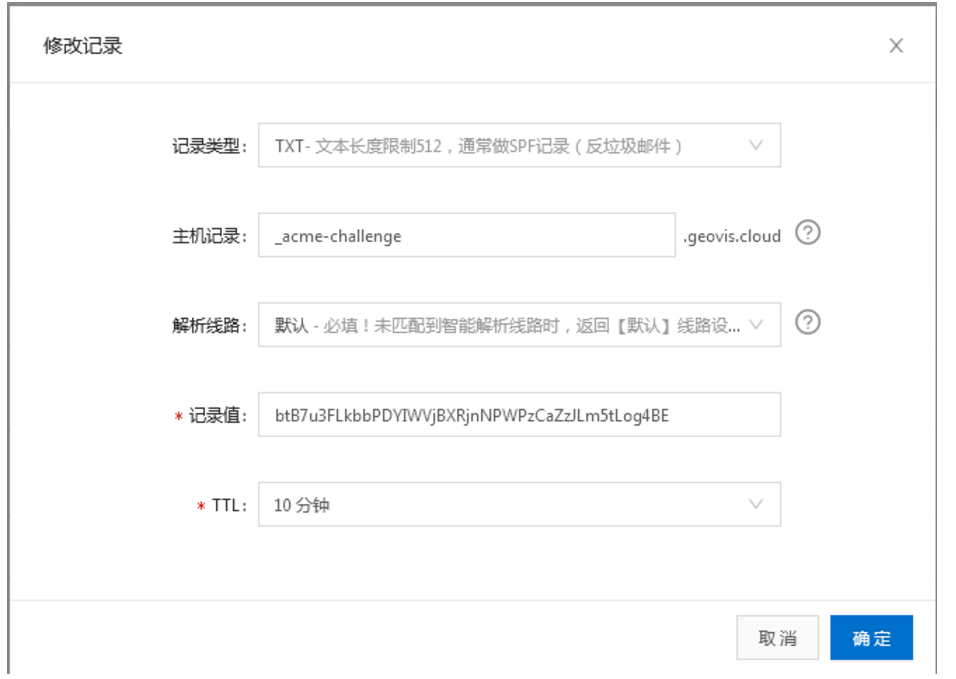 修改记录
记录类型: TXT- 文本长度限制512，通常做SPF记录（反垃圾邮件）
主机记录: _acme-challenge .geovis.cloud ?
解析线路: 默认 - 必填！未匹配到智能解析线路时，返回【默认】线路设... ?
* 记录值: btB7u3FLkbbPDYIWVjBXRjnNPWPzCaZzJLm5tLog4BE
* TTL: 10 分钟
取消 确定